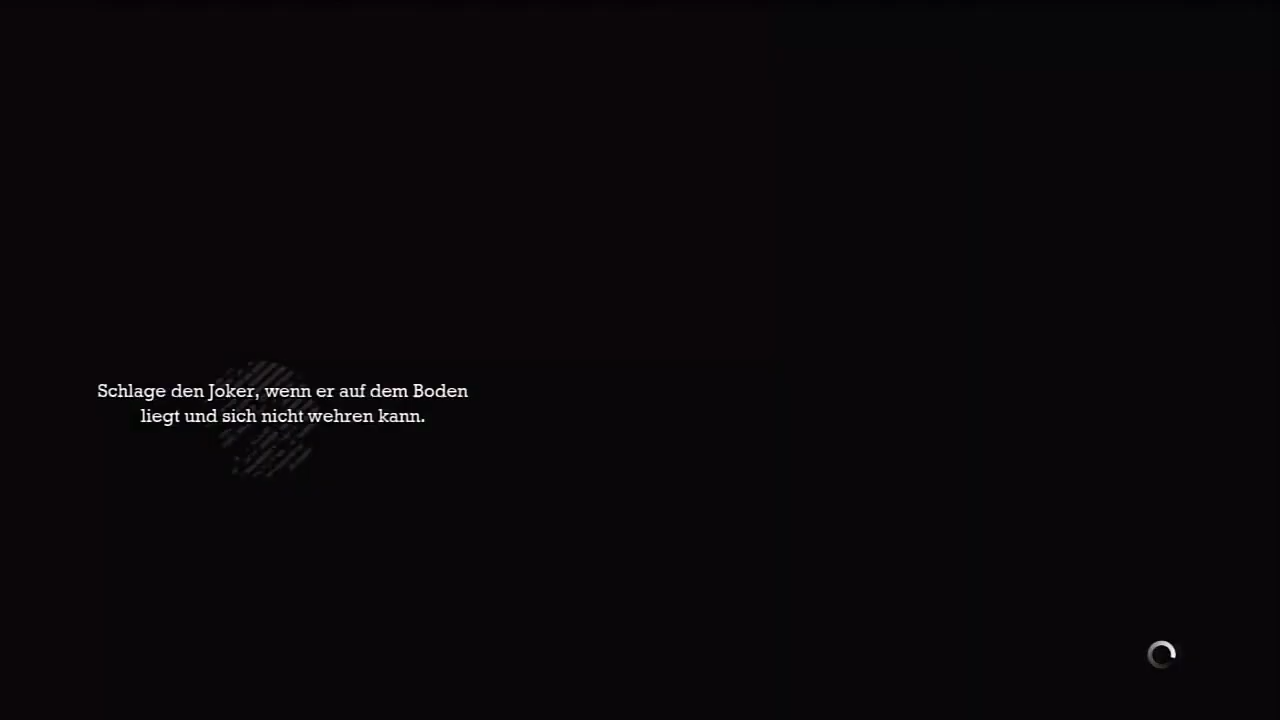 Schlage den Joker, wenn er auf dem Boden
liegt und sich nicht wehren kann.